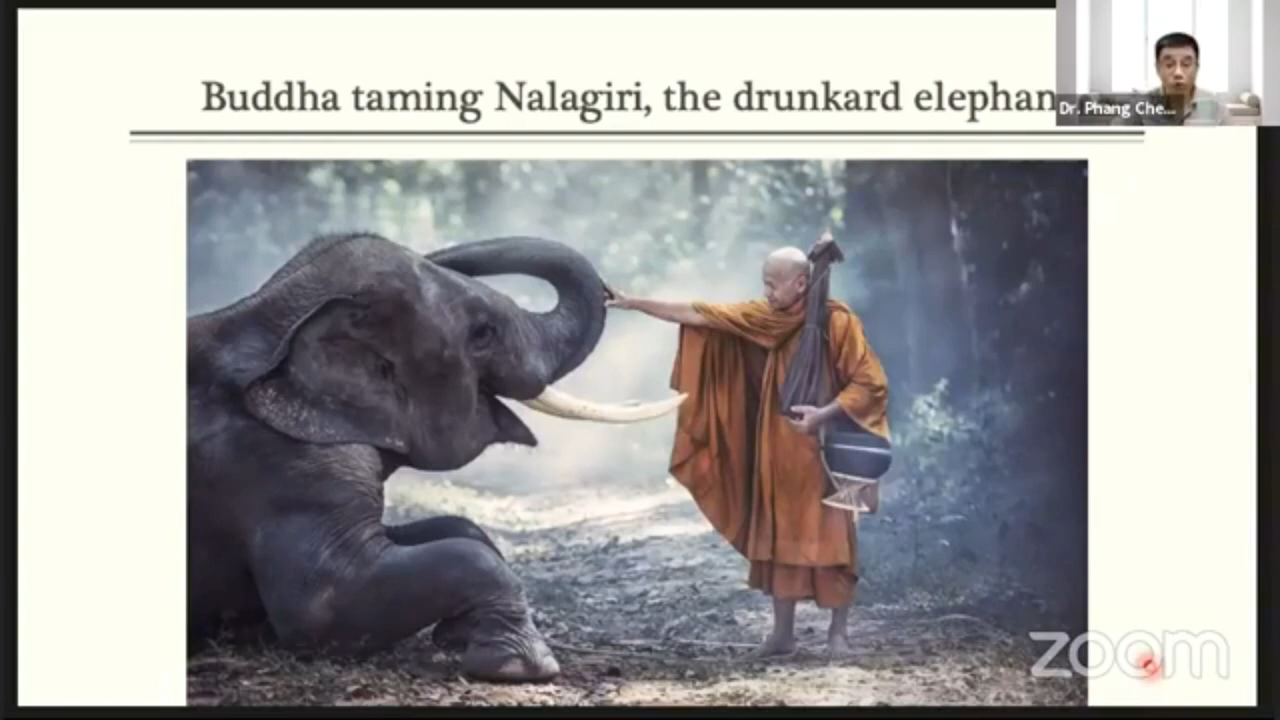 Buddha taming Nalagiri, the drunkard elephan
Dr. Phang Che...
zoom